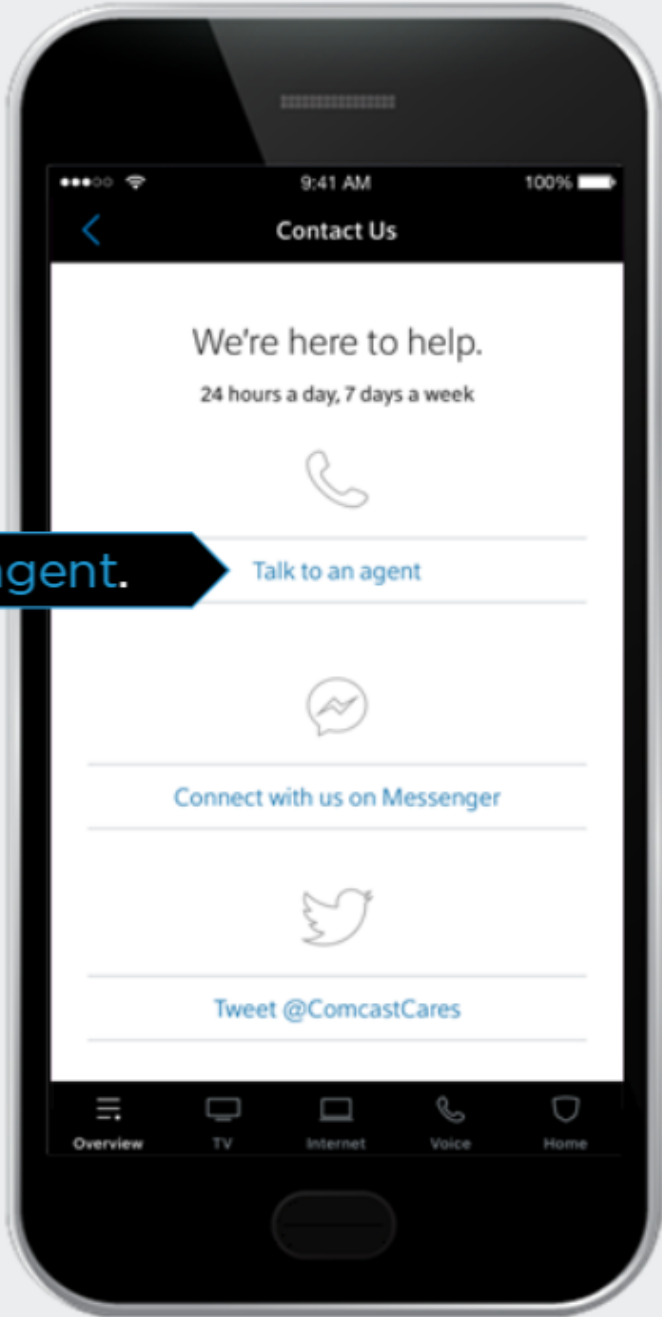 9:41 AM
100%
Contact Us
We're here to help.
24 hours a day, 7 days a week
agent.
Talk to an agent
Connect with us on Messenger
Tweet @ComcastCares
Overview TV Internet Voice Home